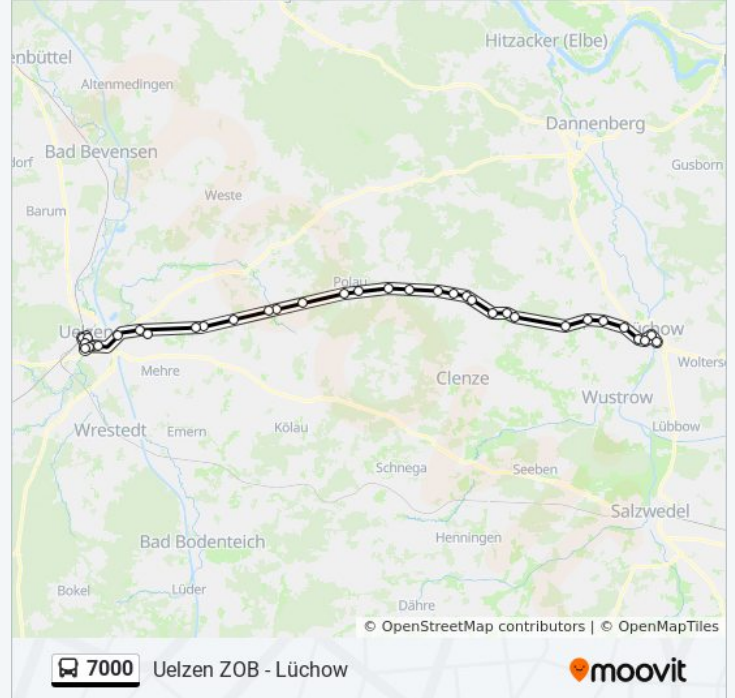 Hitzacker (Elbe)
enbüttel
Altenmedingen
Dannenberg
Bad Bevensen
Gusborn
dorf
Weste
Barum
Polau
Uelzen
üchow
Mehre
Wolters
Clenze
Wustrow
Wrestedt
Emern
Kölau
Lübbow
Schnega
Seeben
Salzwedel
Bad Bodenteich
Henningen
Bokel
Lüder
Dähre
© OpenStreetMap contributors | © OpenMapTiles
7000 Uelzen ZOB - Lüchow
moovit